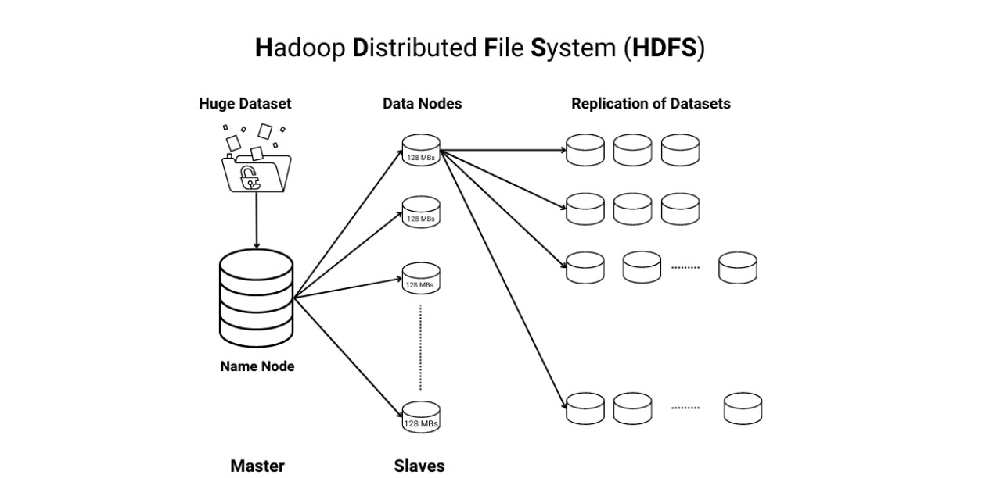 Hadoop Distributed File System (HDFS)
Huge Dataset
Data Nodes
Replication of Datasets
128 MBs
128 MBs
128 MBs
Name Node
128 MBs
Master
Slaves